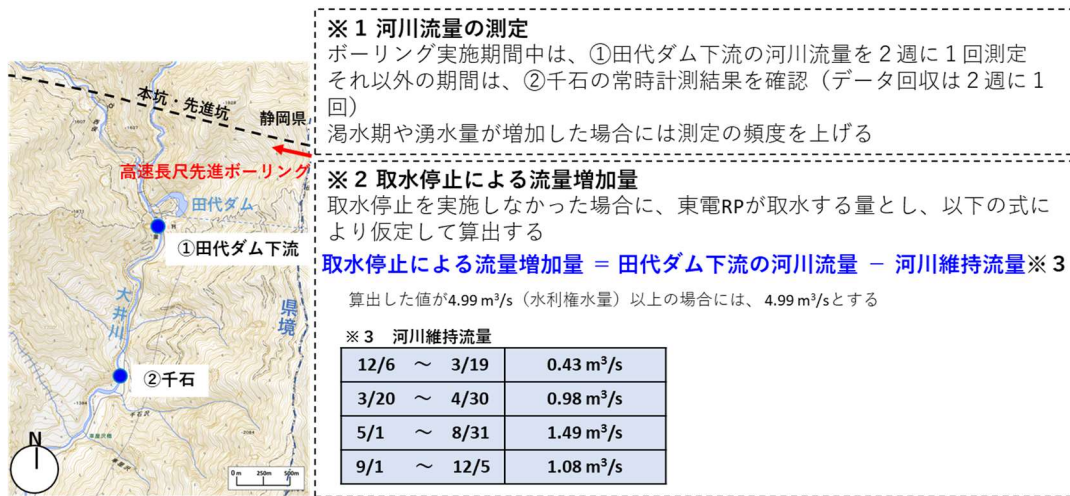 ※１ 河川流量の測定
ボーリング実施期間中は、①田代ダム下流の河川流量を２週に１回測定
それ以外の期間は、②千石の常時計測結果を確認（データ回収は２週に１
回）
渇水期や湧水量が増加した場合には測定の頻度を上げる
※２ 取水停止による流量増加量
取水停止を実施しなかった場合に、東電RPが取水する量とし、以下の式に
より仮定して算出する
取水停止による流量増加量 ＝ 田代ダム下流の河川流量 － 河川維持流量※３
算出した値が4.99 m³/s（水利権水量）以上の場合には、4.99 m³/sとする
※３ 河川維持流量
12/6 ～ 3/19 0.43 m³/s
3/20 ～ 4/30 0.98 m³/s
5/1 ～ 8/31 1.49 m³/s
9/1 ～ 12/5 1.08 m³/s
本坑・先進坑
静岡県
高速長尺先進ボーリング
田代ダム
①田代ダム下流
大井川
県境
②千石
千石沢
N
0m 250m 500m